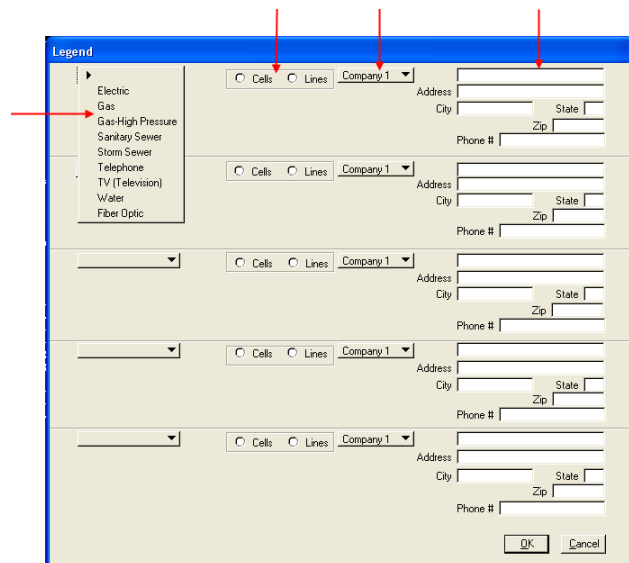 Legend
Cells Lines Company 1
Address
Electric
Gas City State
Gas-High Pressure Zip
Sanitary Sewer Phone #
Storm Sewer
Telephone Cells Lines Company 1
TV (Television) Address
Water City State
Fiber Optic Zip
Phone #
Cells Lines Company 1
Address
City State
Zip
Phone #
Cells Lines Company 1
Address
City State
Zip
Phone #
Cells Lines Company 1
Address
City State
Zip
Phone #
OK Cancel